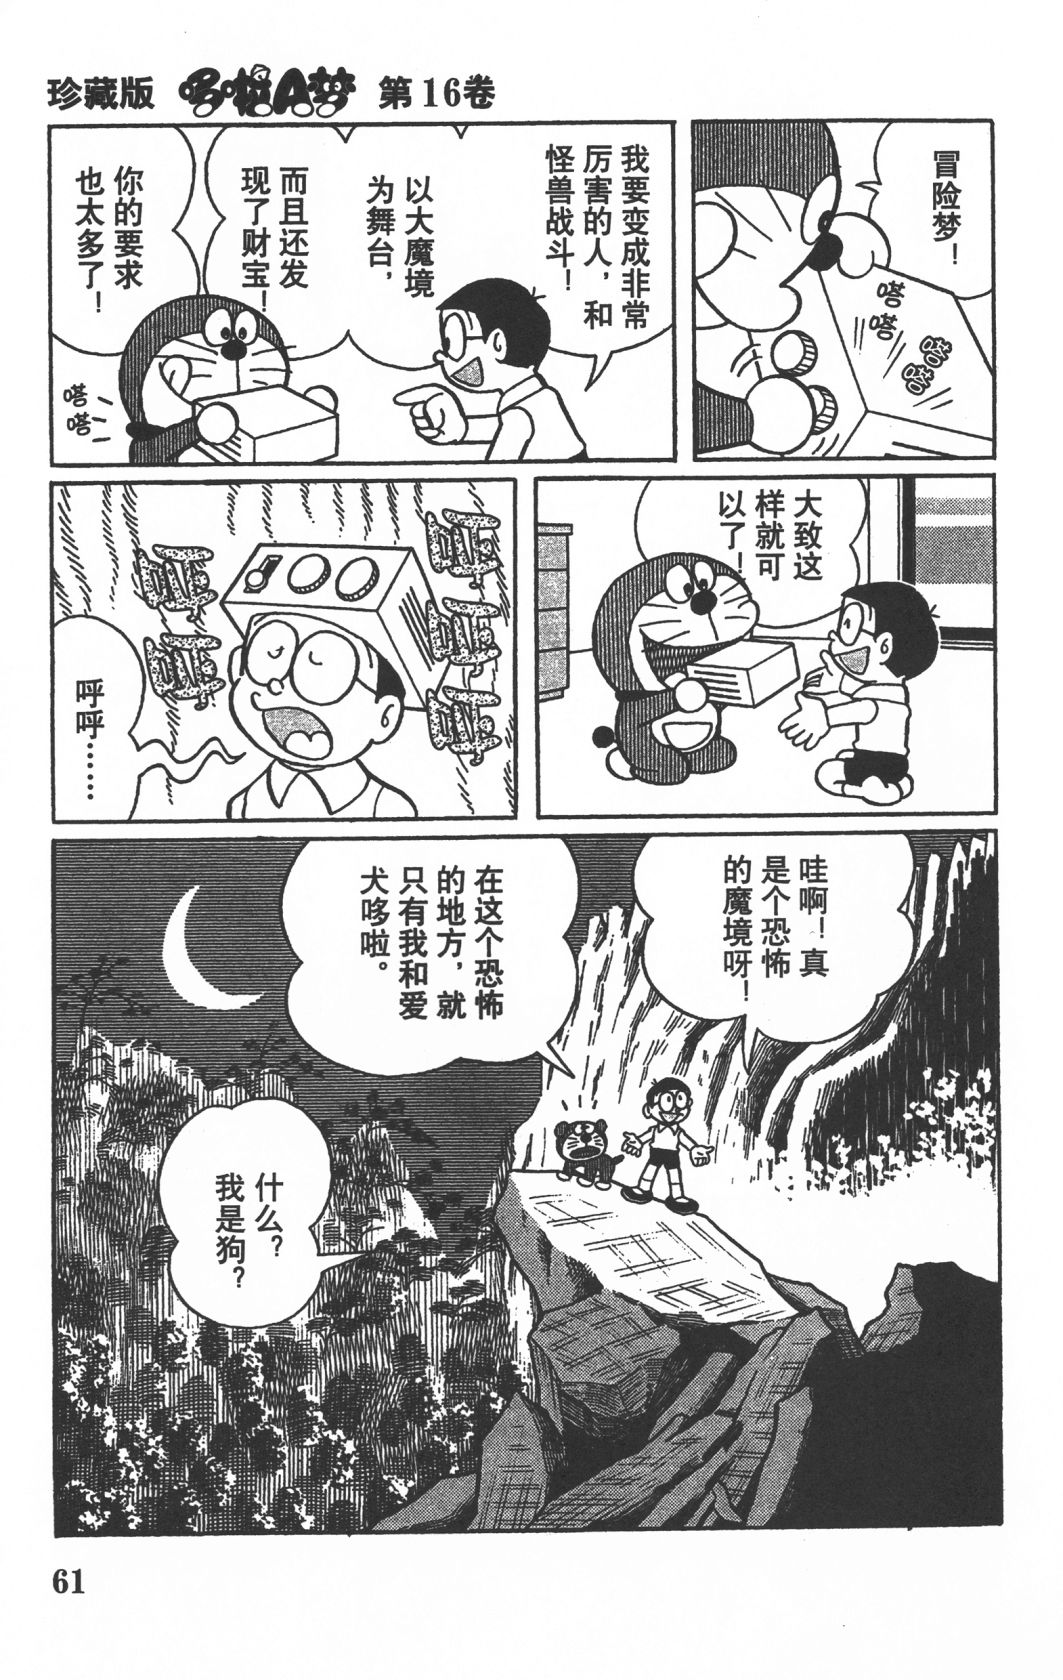 珍藏版 哆啦A梦 第16卷
冒险梦！
嗒
嗒
嗒
嗒
我要变成非常
厉害的人，和
怪兽战斗！
以大魔境
为舞台，
而且还发
现了财宝！
你的要求
也太多了！
嗒
嗒
大致这
样就可
以了！
呼呼……
哇啊！真
是个恐怖
的魔境呀！
在这个恐怖
的地方，就
只有我和爱
犬哆啦。
什么？
我是狗？
61